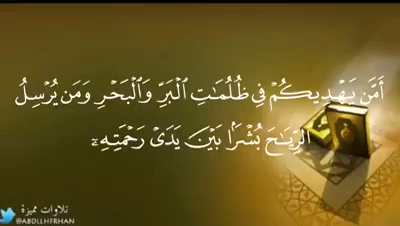 أَمَّن يَهْدِيكُمْ فِي ظُلُمَٰتِ ٱلْبَرِّ وَٱلْبَحْرِ وَمَن يُرْسِلُ
ٱلرِّيَٰحَ بُشْرًۢا بَيْنَ يَدَىْ رَحْمَتِهِۦٓ
تلاوات مميزة
@ABDLLHFRHAN